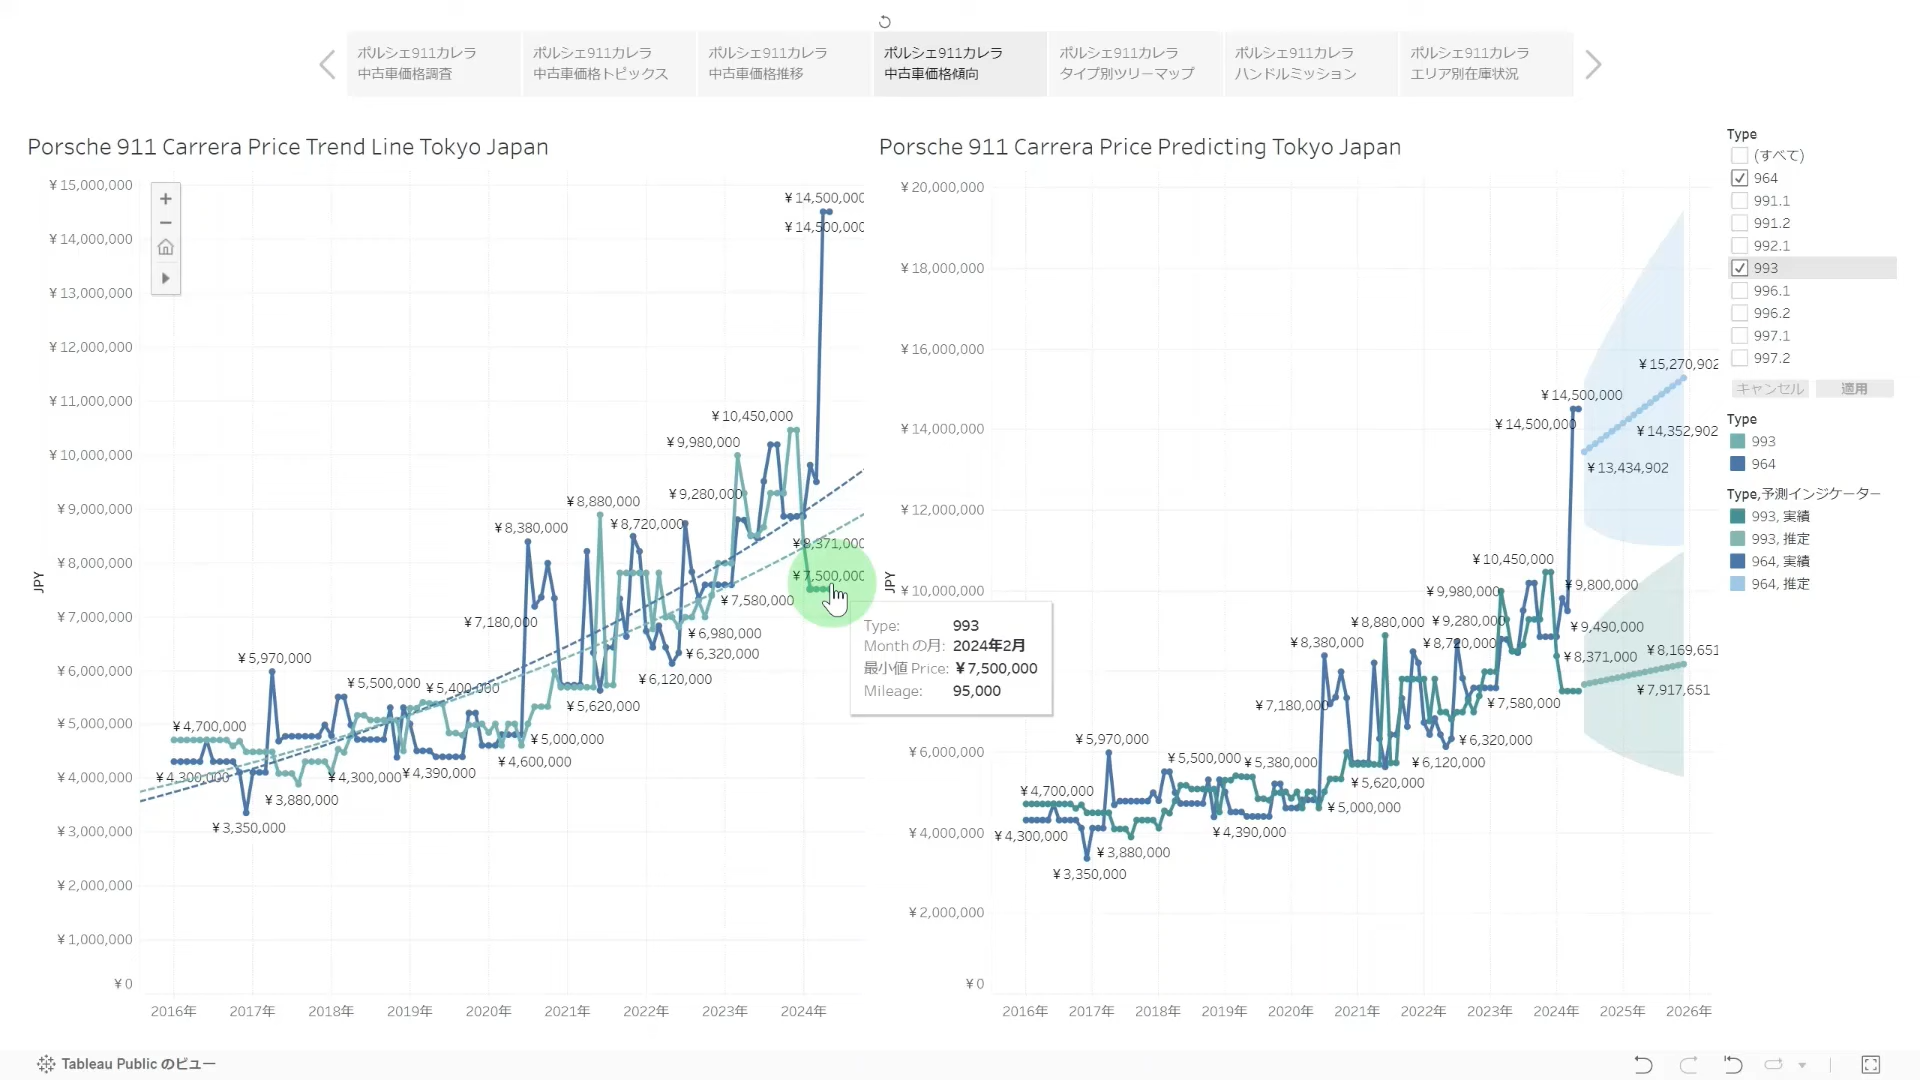 ポルシェ911カレラ
中古車価格調査
ポルシェ911カレラ
中古車価格トピックス
ポルシェ911カレラ
中古車価格推移
ポルシェ911カレラ
中古車価格傾向
ポルシェ911カレラ
タイプ別ツリーマップ
ポルシェ911カレラ
ハンドルミッション
ポルシェ911カレラ
エリア別在庫状況
Porsche 911 Carrera Price Trend Line Tokyo Japan
JPY
¥15,000,000
¥14,000,000
¥13,000,000
¥12,000,000
¥11,000,000
¥10,000,000
¥9,000,000
¥8,000,000
¥7,000,000
¥6,000,000
¥5,000,000
¥4,000,000
¥3,000,000
¥2,000,000
¥1,000,000
¥0
¥14,500,000
¥14,500,000
¥10,450,000
¥9,980,000
¥9,280,000
¥8,880,000
¥8,380,000
¥8,720,000
¥8,371,000
¥7,500,000
¥7,580,000
¥7,180,000
¥6,980,000
¥6,320,000
¥5,970,000
¥6,120,000
¥5,500,000
¥5,400,000
¥5,620,000
¥4,700,000
¥5,000,000
¥4,600,000
¥4,300,000
¥4,300,000
¥4,390,000
¥3,880,000
¥3,350,000
2016年 2017年 2018年 2019年 2020年 2021年 2022年 2023年 2024年
Type: 993
Month の月: 2024年2月
最小値 Price: ¥7,500,000
Mileage: 95,000
Porsche 911 Carrera Price Predicting Tokyo Japan
JPY
¥20,000,000
¥18,000,000
¥16,000,000
¥14,000,000
¥12,000,000
¥10,000,000
¥6,000,000
¥4,000,000
¥2,000,000
¥0
¥15,270,902
¥14,500,000
¥14,500,000
¥14,352,902
¥13,434,902
¥10,450,000
¥9,980,000
¥9,800,000
¥8,880,000
¥9,280,000
¥9,490,000
¥8,380,000
¥8,720,000
¥8,371,000
¥8,169,651
¥7,917,651
¥7,180,000
¥7,580,000
¥5,970,000
¥6,320,000
¥5,500,000
¥5,380,000
¥6,120,000
¥5,620,000
¥4,700,000
¥5,000,000
¥4,300,000
¥4,390,000
¥3,880,000
¥3,350,000
2016年 2017年 2018年 2019年 2020年 2021年 2022年 2023年 2024年 2025年 2026年
Type
(すべて)
964
991.1
991.2
992.1
993
996.1
996.2
997.1
997.2
キャンセル 適用
Type
993
964
Type,予測インジケーター
993, 実績
993, 推定
964, 実績
964, 推定
Tableau Public のビュー